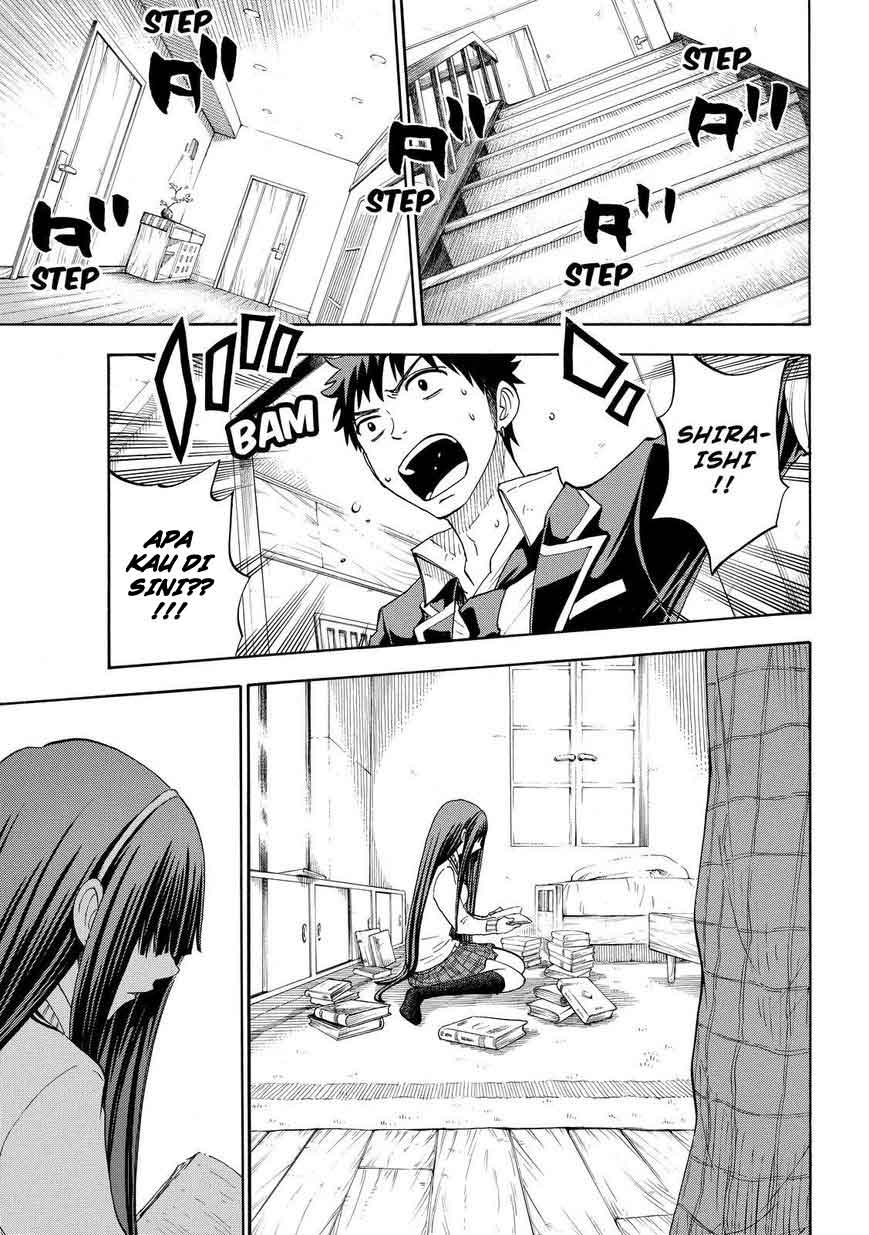 STEP
ダ
STEP
ダ
ダ
STEP
STEP
ダ
ダ
STEP
SHIRA-
ISHI
!!
BAM
APA
KAU DI
SINI??
!!!